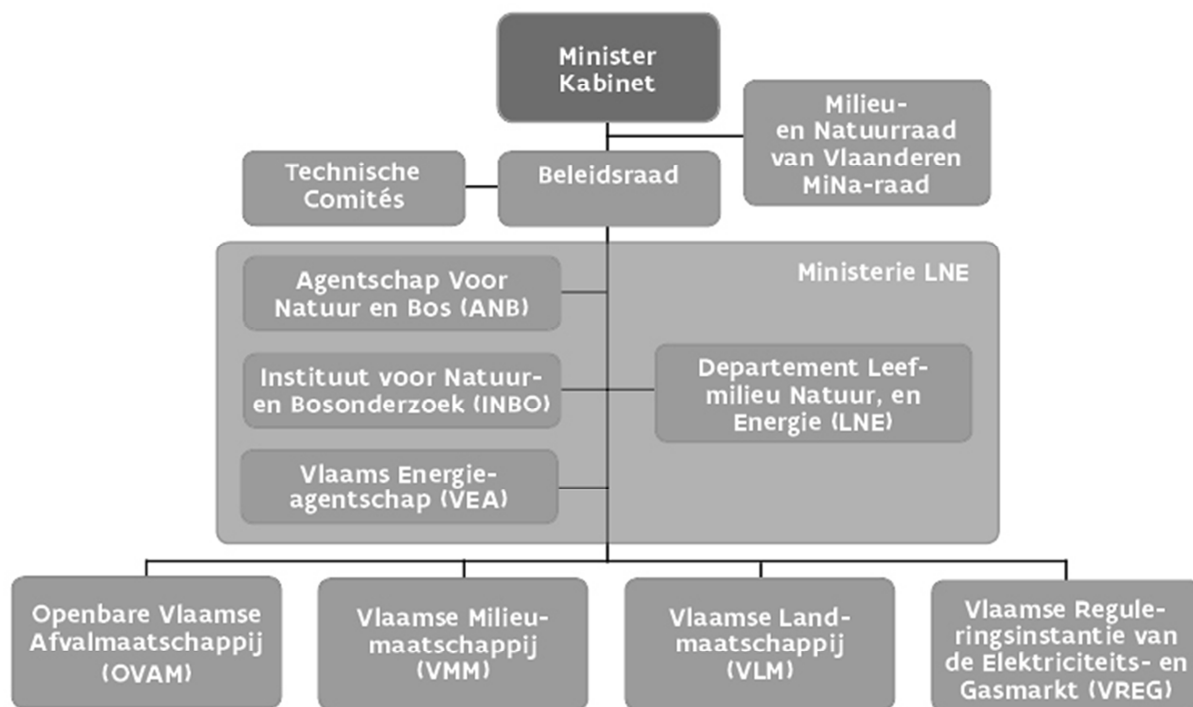 Minister
Kabinet
Milieu-
en Natuurraad
van Vlaanderen
MiNa-raad
Technische
Comités
Beleidsraad
Ministerie LNE
Agentschap Voor
Natuur en Bos (ANB)
Instituut voor Natuur-
en Bosonderzoek (INBO)
Departement Leef-
milieu Natuur, en
Energie (LNE)
Vlaams Energie-
agentschap (VEA)
Openbare Vlaamse
Afvalmaatschappij
(OVAM)
Vlaamse Milieu-
maatschappij
(VMM)
Vlaamse Land-
maatschappij
(VLM)
Vlaamse Regule-
ringsinstantie van
de Elektriciteits- en
Gasmarkt (VREG)